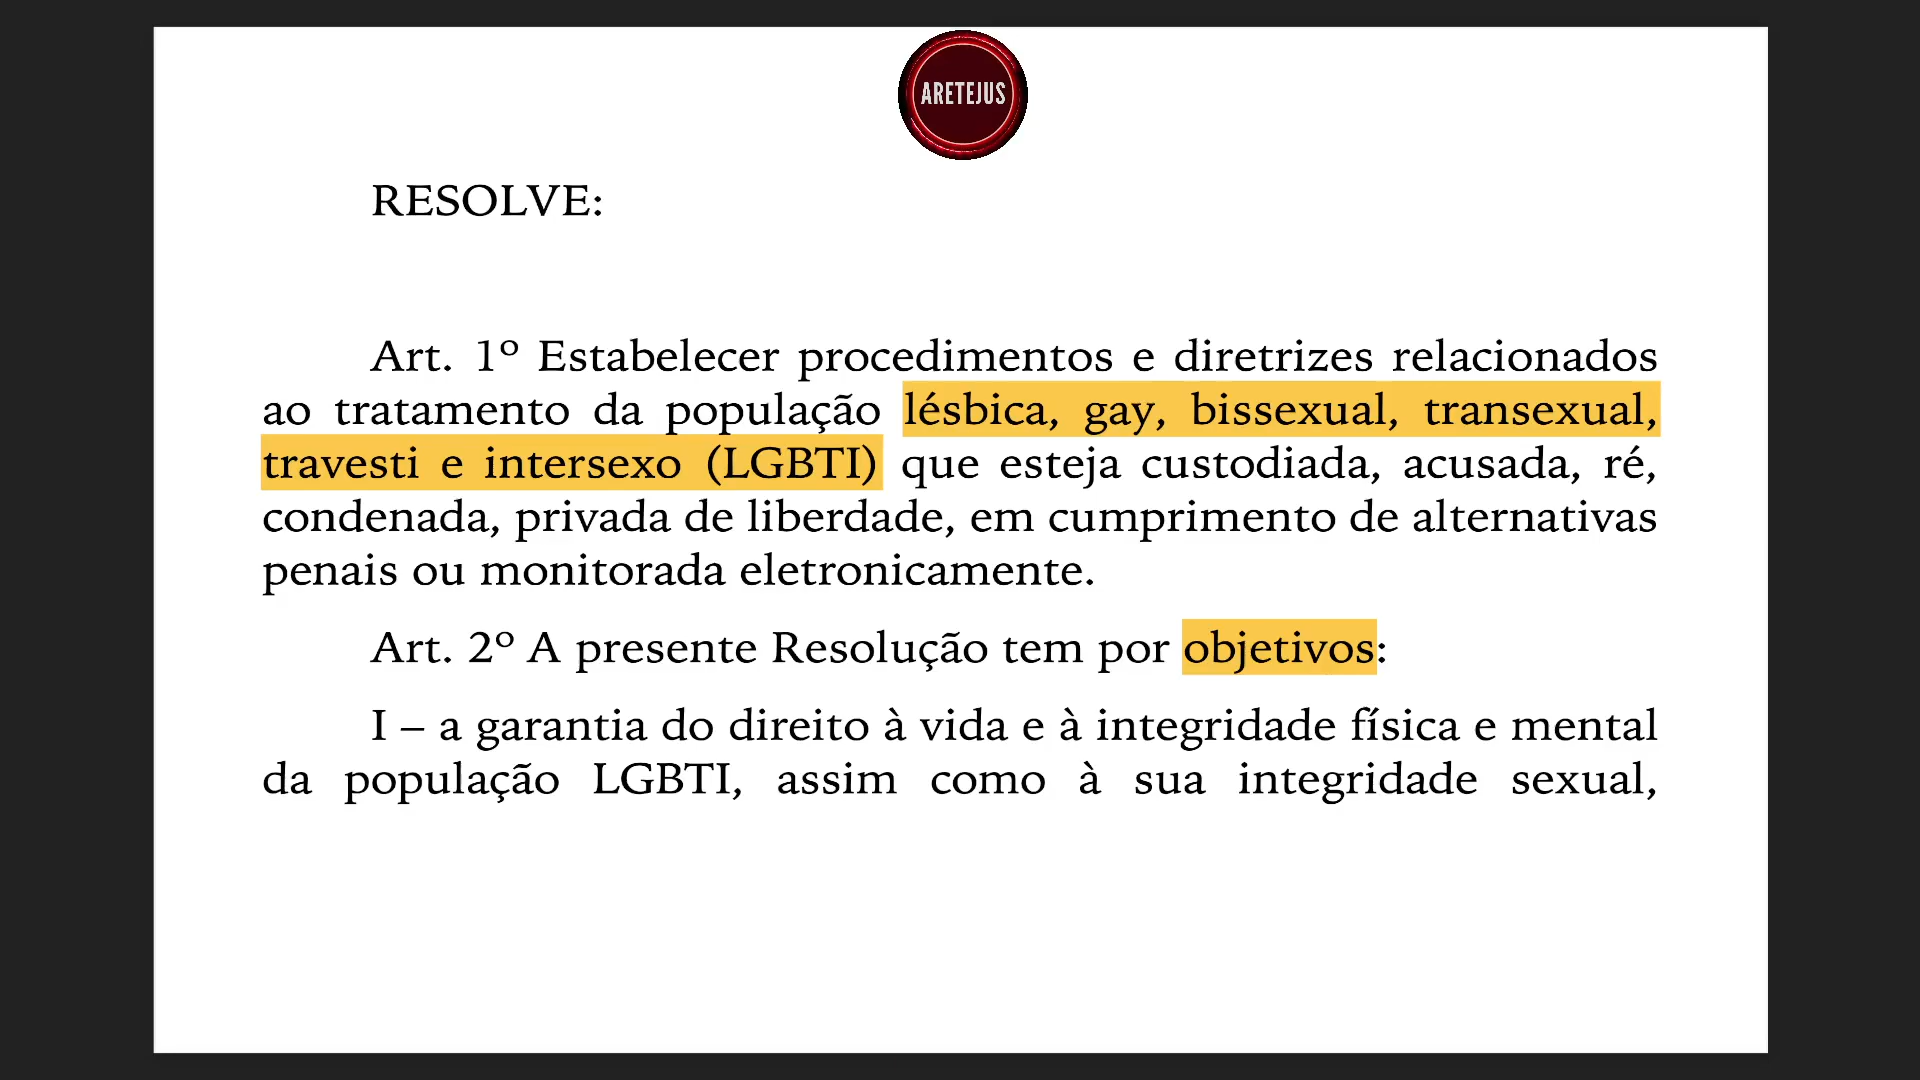 ARETEJUS
RESOLVE:
Art. 1º Estabelecer procedimentos e diretrizes relacionados
ao tratamento da população lésbica, gay, bissexual, transexual,
travesti e intersexo (LGBTI) que esteja custodiada, acusada, ré,
condenada, privada de liberdade, em cumprimento de alternativas
penais ou monitorada eletronicamente.
Art. 2º A presente Resolução tem por objetivos:
I – a garantia do direito à vida e à integridade física e mental
da população LGBTI, assim como à sua integridade sexual,